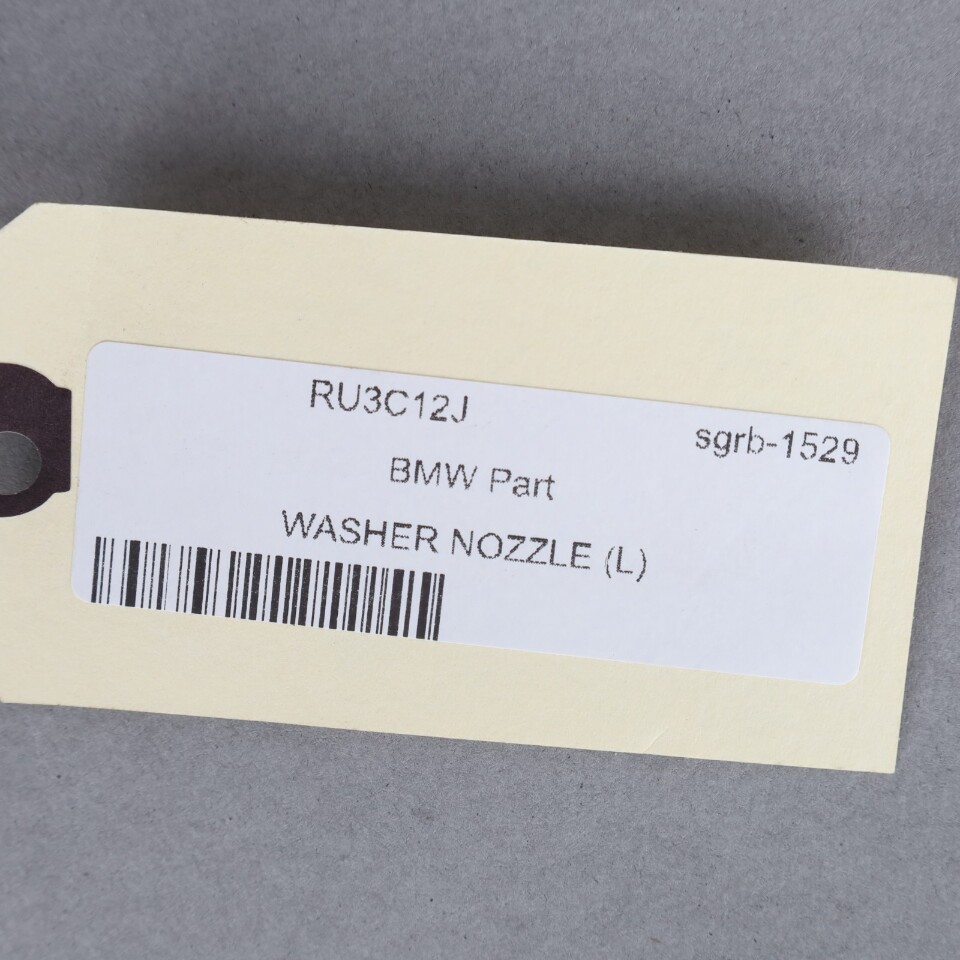 RU3C12J
sgrb-1529
BMW Part
WASHER NOZZLE (L)